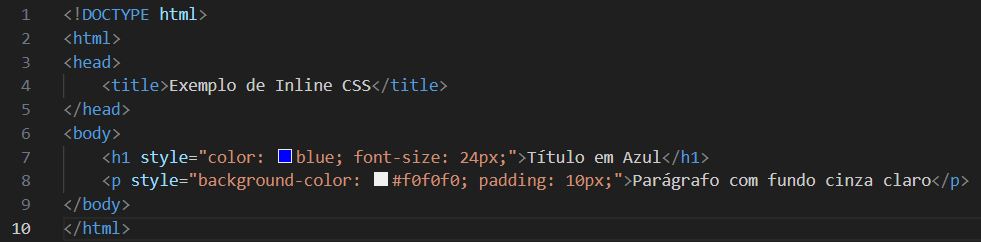 1 <!DOCTYPE html>
2 <html>
3 <head>
4     <title>Exemplo de Inline CSS</title>
5 </head>
6 <body>
7     <h1 style="color: blue; font-size: 24px;">Título em Azul</h1>
8     <p style="background-color: #f0f0f0; padding: 10px;">Parágrafo com fundo cinza claro</p>
9 </body>
10 </html>